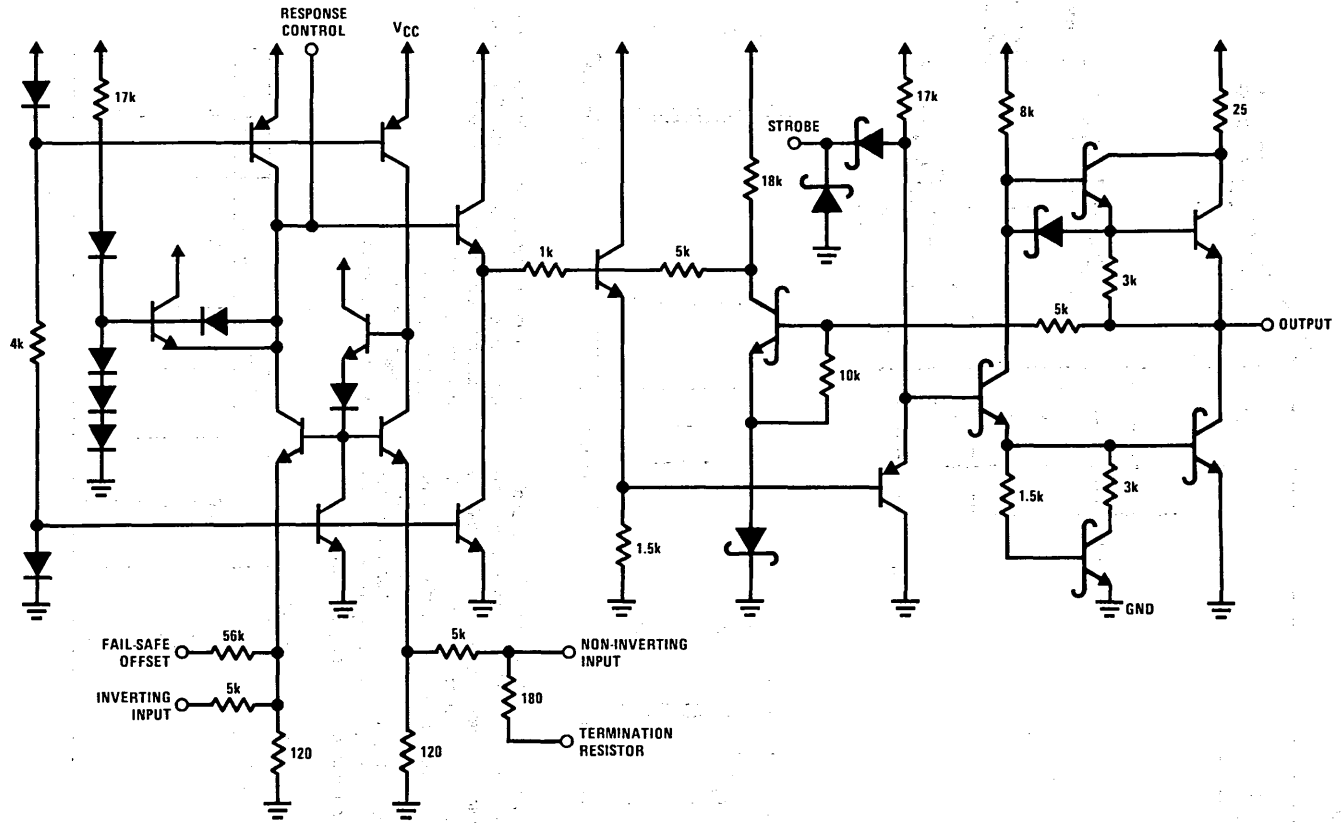 RESPONSE
CONTROL
VCC
17k
17k
8k
25
STROBE
18k
1k
5k
3k
5k
OUTPUT
4k
10k
1.5k
1.5k
3k
GND
FAIL-SAFE
OFFSET
56k
5k
NON-INVERTING
INPUT
INVERTING
INPUT
5k
180
120
120
TERMINATION
RESISTOR